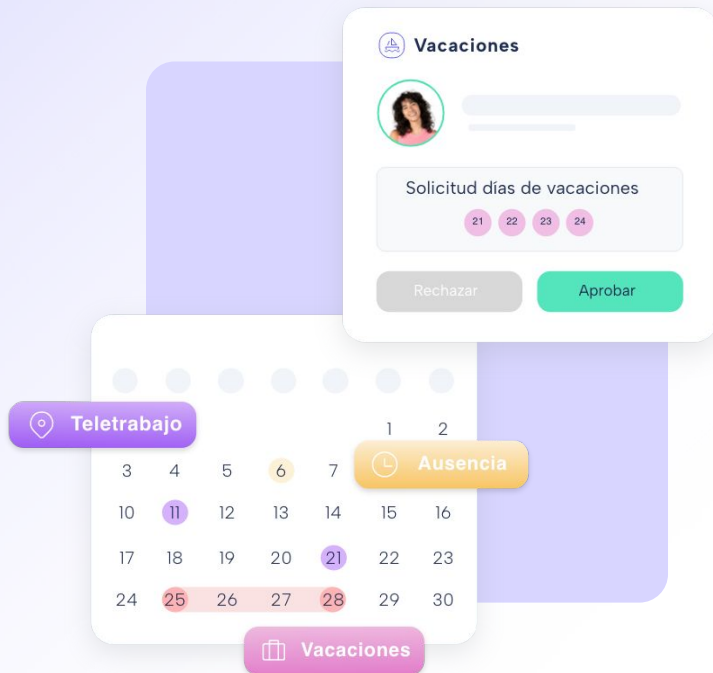 Vacaciones
Solicitud días de vacaciones
21 22 23 24
Rechazar Aprobar
Teletrabajo
1 2
3 4 5 6 7
Ausencia
10 11 12 13 14 15 16
17 18 19 20 21 22 23
24 25 26 27 28 29 30
Vacaciones